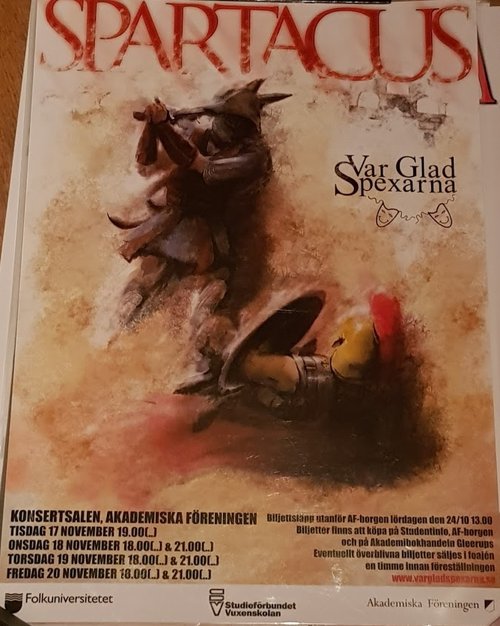 SPARTACUS
Var Glad
Spexarna
KONSERTSALEN, AKADEMISKA FÖRENINGEN
TISDAG 17 NOVEMBER 19.00(..)
ONSDAG 18 NOVEMBER 18.00(..) & 21.00(..)
TORSDAG 19 NOVEMBER 18.00(..) & 21.00(..)
FREDAG 20 NOVEMBER 18.00(..) & 21.00(..)
Biljettsläpp utanför AF-borgen lördagen den 24/10 13.00
Biljetter finns att köpa på Studentinfo, AF-borgen
och på Akademibokhandeln Gleerups
Eventuellt överblivna biljetter säljes i foajén
en timme innan föreställningen
www.vargladspexarna.se
Folkuniversitetet
Studieförbundet
Vuxenskolan
Akademiska Föreningen